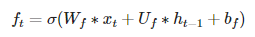 f_t = σ(W_f * x_t + U_f * h_{t−1} + b_f)